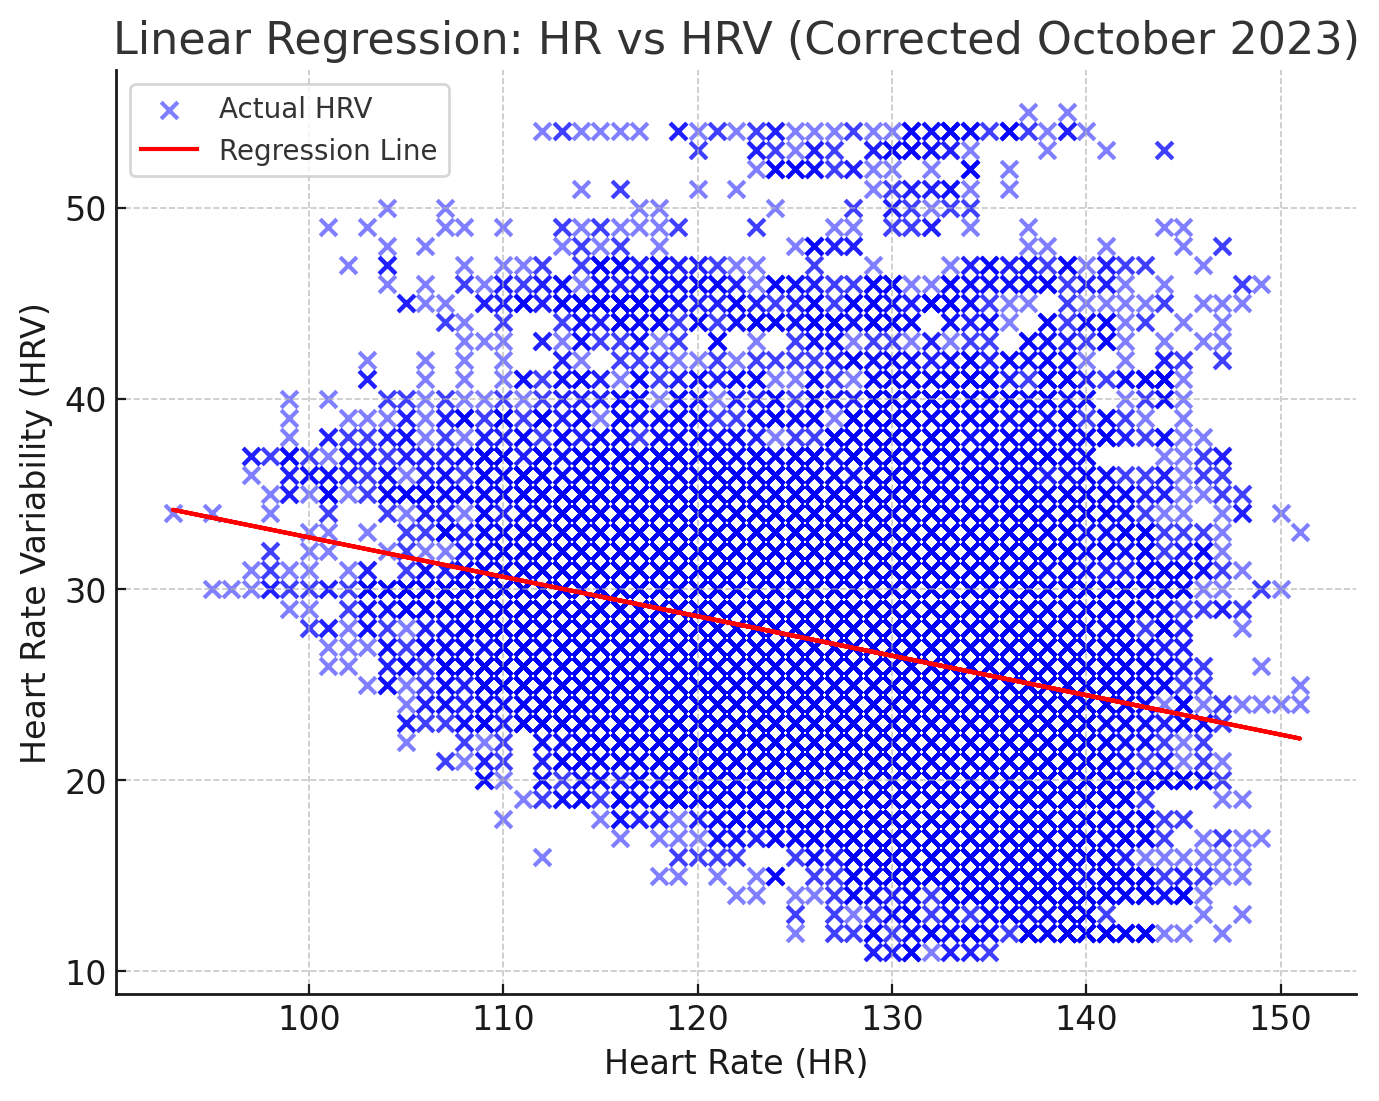 Linear Regression: HR vs HRV (Corrected October 2023)
Actual HRV
Regression Line
Heart Rate Variability (HRV)
50
40
30
20
10
100 110 120 130 140 150
Heart Rate (HR)